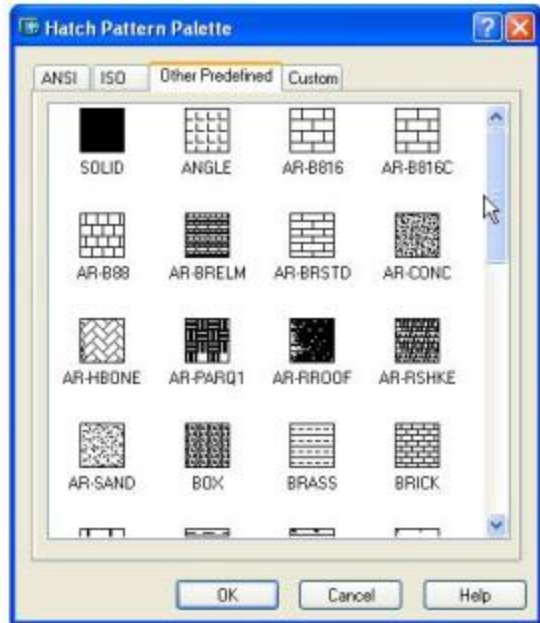 Hatch Pattern Palette
ANSI ISO Other Predefined Custom
SOLID ANGLE AR-B816 AR-B816C
AR-B88 AR-BRELM AR-BRSTD AR-CONC
AR-HBONE AR-PARQ1 AR-RROOF AR-RSHKE
AR-SAND BOX BRASS BRICK
OK Cancel Help